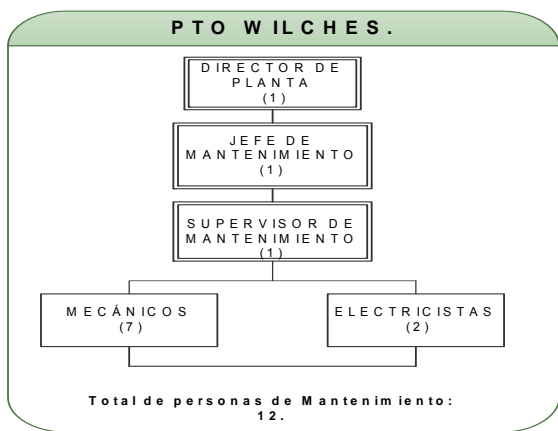 PTO WILCHES.
DIRECTOR DE
PLANTA
(1)
JEFE DE
MANTENIMIENTO
(1)
SUPERVISOR DE
MANTENIMIENTO
(1)
MECÁNICOS
(7)
ELECTRICISTAS
(2)
Total de personas de Mantenimiento:
12.